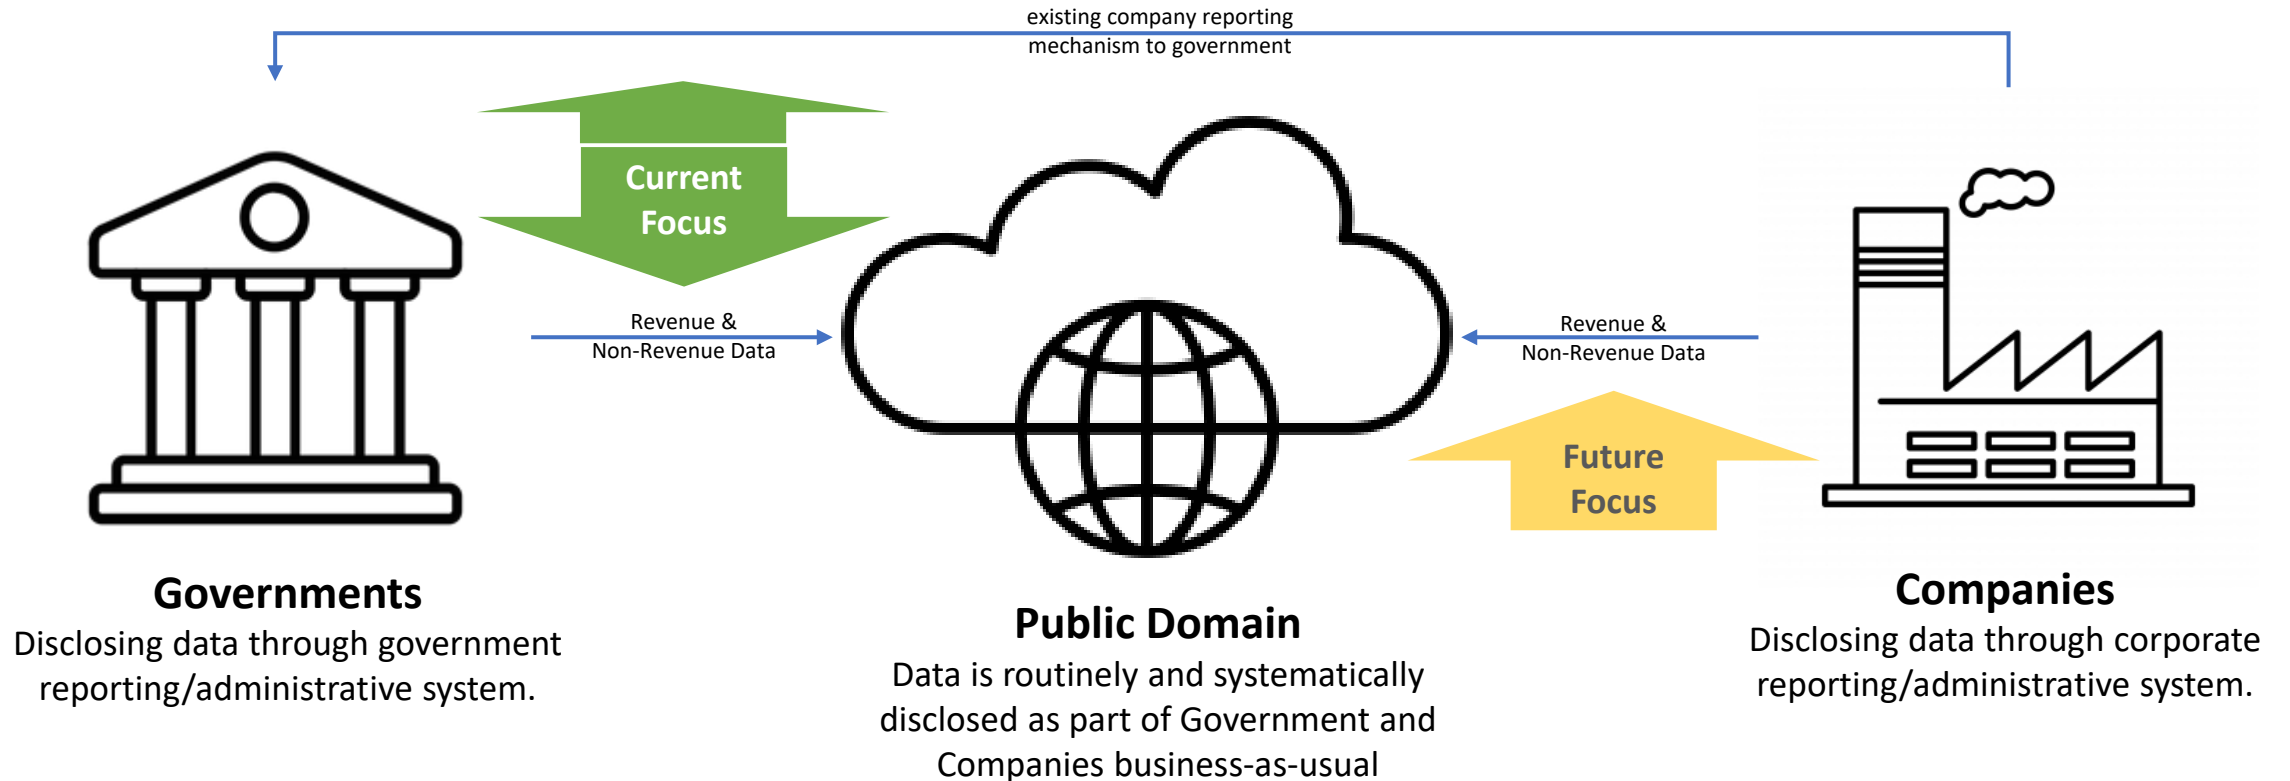 existing company reporting
mechanism to government
Current
Focus
Revenue &
Non-Revenue Data
Revenue &
Non-Revenue Data
Future
Focus
Governments
Disclosing data through government
reporting/administrative system.
Public Domain
Data is routinely and systematically
disclosed as part of Government and
Companies business-as-usual
Companies
Disclosing data through corporate
reporting/administrative system.